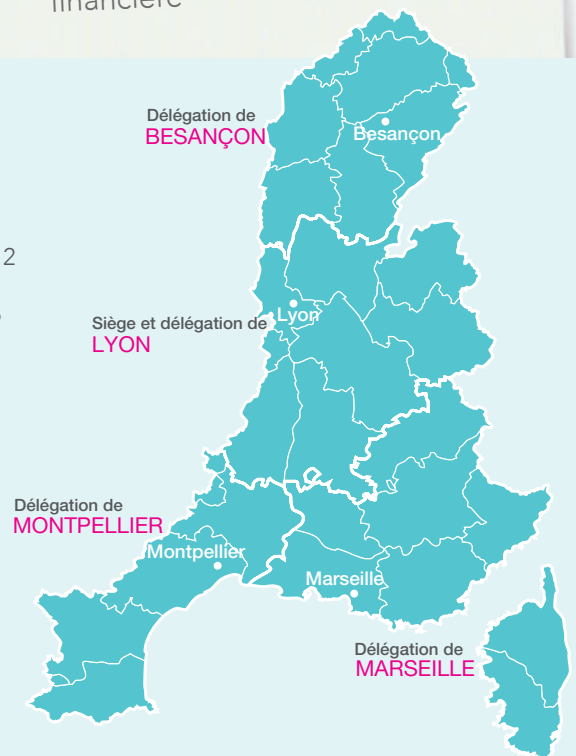 financière
Délégation de
BESANÇON
Besançon
2
Siège et délégation de
LYON
Lyon
Délégation de
MONTPELLIER
Montpellier
Marseille
Délégation de
MARSEILLE